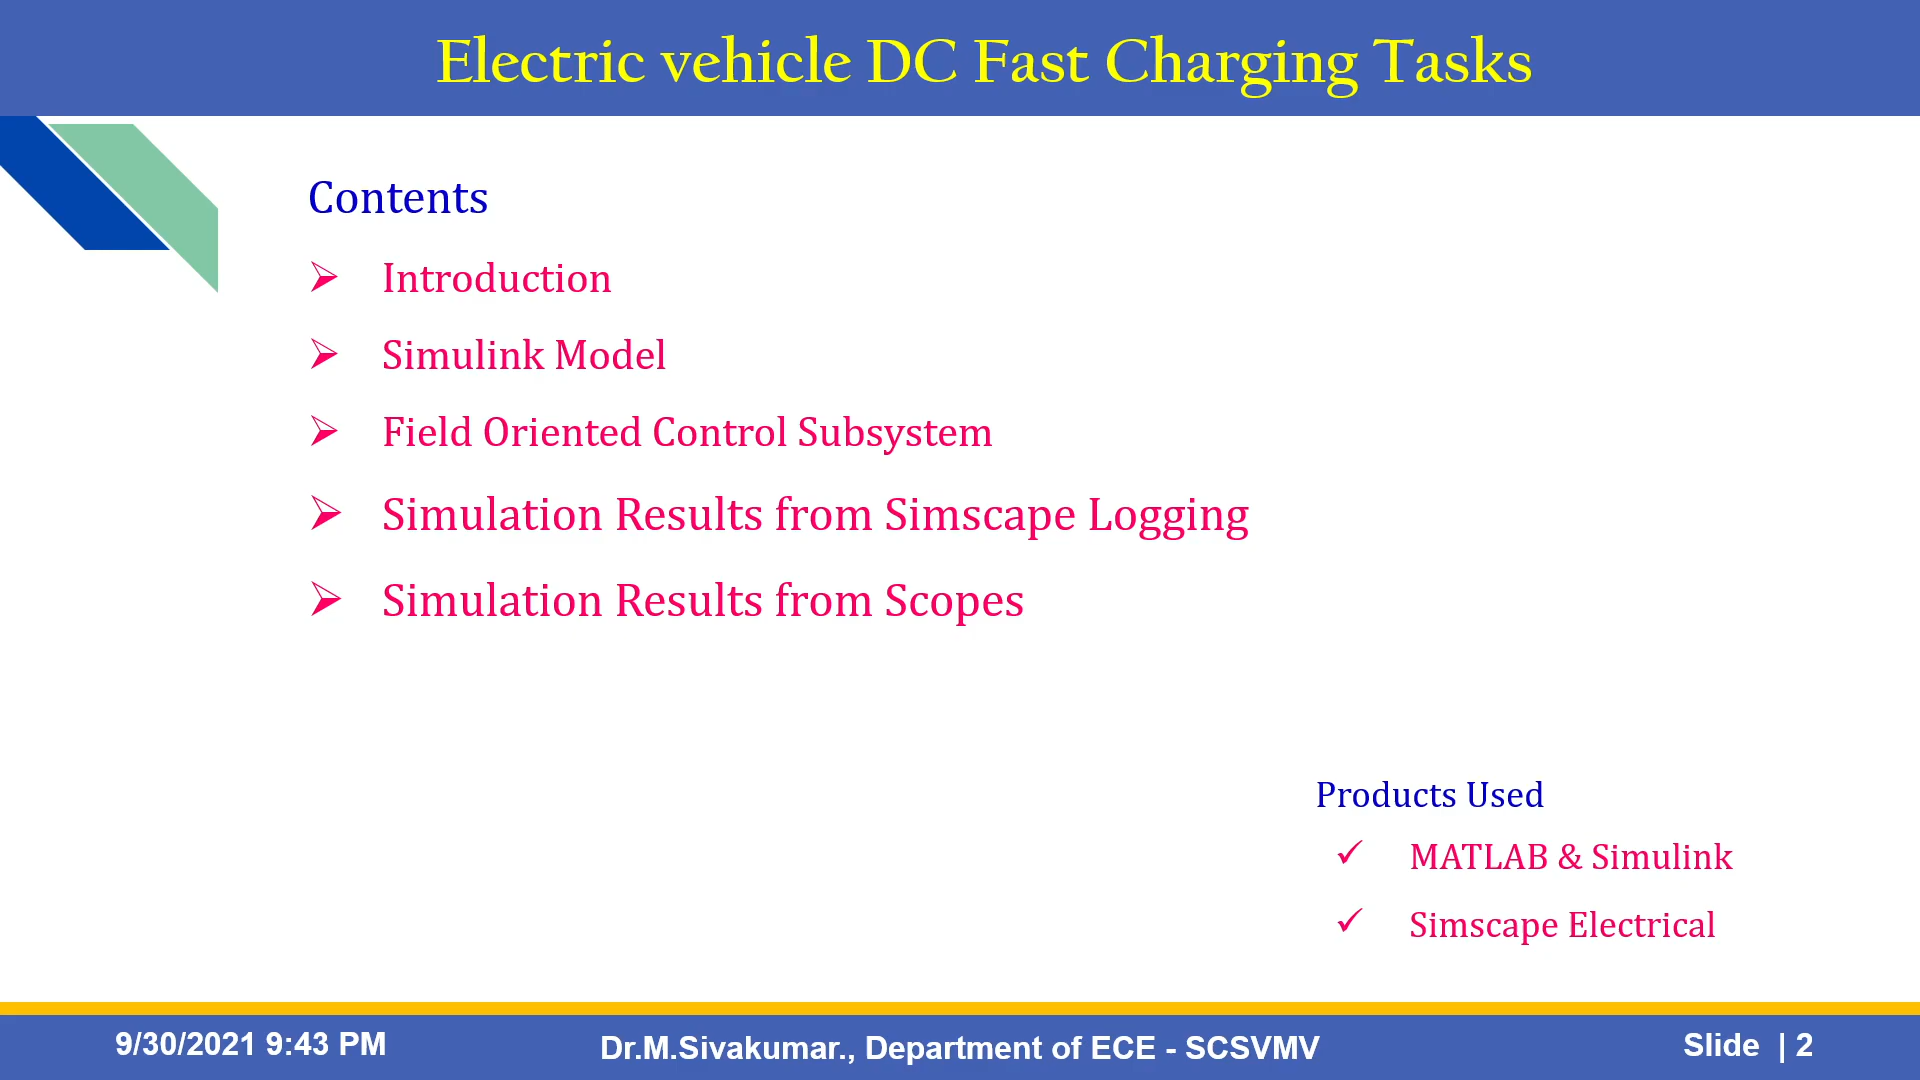 Electric vehicle DC Fast Charging Tasks
Contents
Introduction
Simulink Model
Field Oriented Control Subsystem
Simulation Results from Simscape Logging
Simulation Results from Scopes
Products Used
MATLAB & Simulink
Simscape Electrical
9/30/2021 9:43 PM
Dr.M.Sivakumar., Department of ECE - SCSVMV
Slide | 2